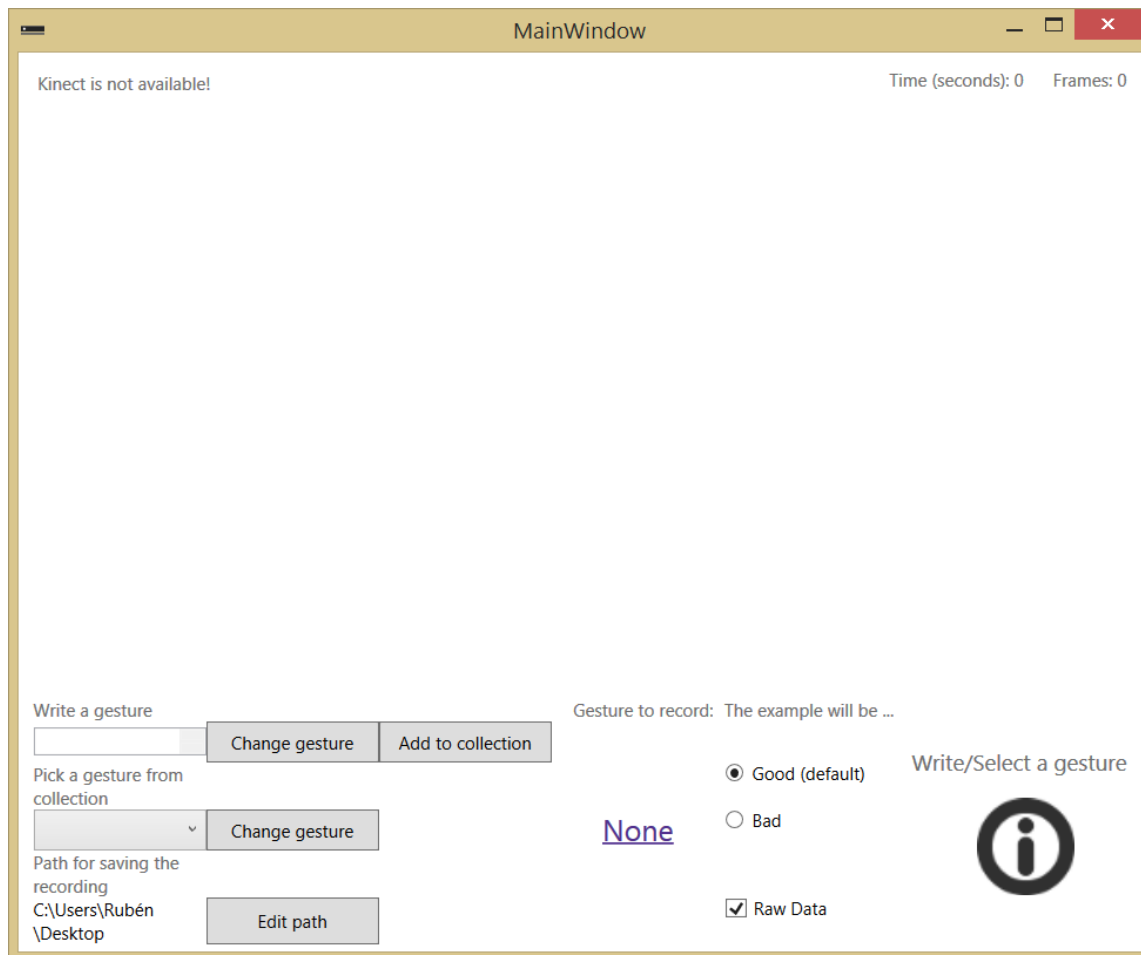 MainWindow
Kinect is not available!
Time (seconds): 0
Frames: 0
Write a gesture
Change gesture
Add to collection
Pick a gesture from
collection
Change gesture
Path for saving the
recording
C:\Users\Rubén
\Desktop
Edit path
Gesture to record:
None
The example will be ...
Good (default)
Bad
Raw Data
Write/Select a gesture